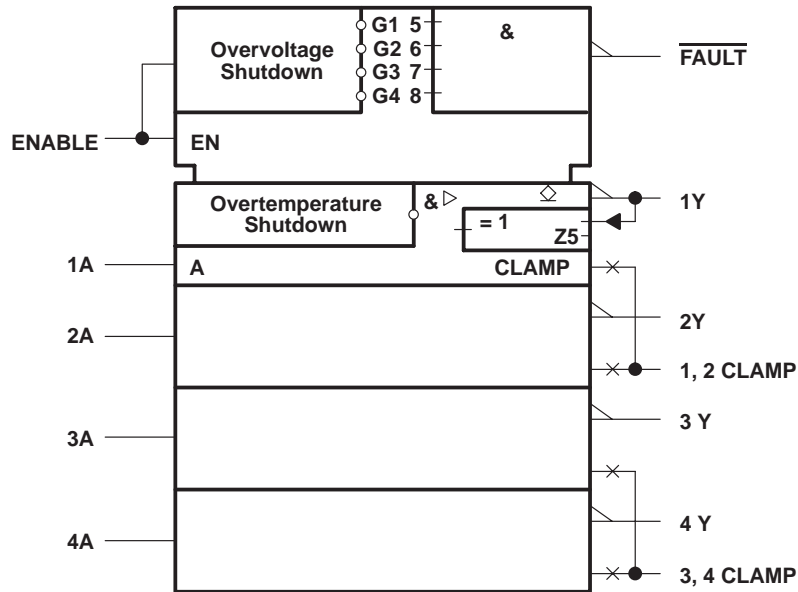 Overvoltage
Shutdown
G1 5
G2 6
G3 7
G4 8
&
FAULT
ENABLE
EN
Overtemperature
Shutdown
&
= 1
Z5
1Y
1A
A
CLAMP
2Y
2A
1, 2 CLAMP
3 Y
3A
4 Y
4A
3, 4 CLAMP